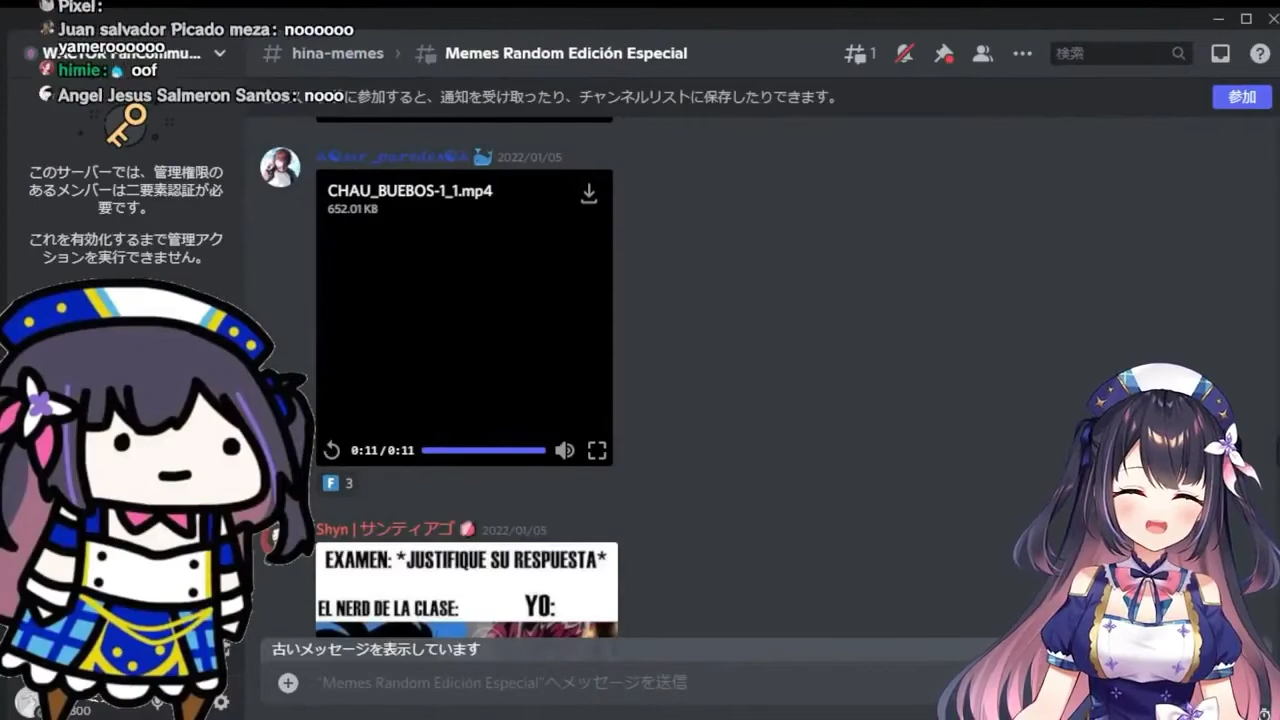 Pixel:
Juan salvador Picado meza: noooooo
yameroooooo
himie: oof
Angel Jesus Salmeron Santos: nooo
hina-memes
Memes Random Edición Especial
1
検索
に参加すると、通知を受け取ったり、チャンネルリストに保存したりできます。
参加
このサーバーでは、管理権限の
あるメンバーは二要素認証が必
要です。
これを有効化するまで管理アク
ションを実行できません。
2022/01/05
CHAU_BUEBOS-1_1.mp4
652.01 KB
0:11/0:11
F 3
Shyn | サンティアゴ 2022/01/05
EXAMEN: *JUSTIFIQUE SU RESPUESTA*
EL NERD DE LA CLASE: YO:
古いメッセージを表示しています
"Memes Random Edición Especial"へメッセージを送信